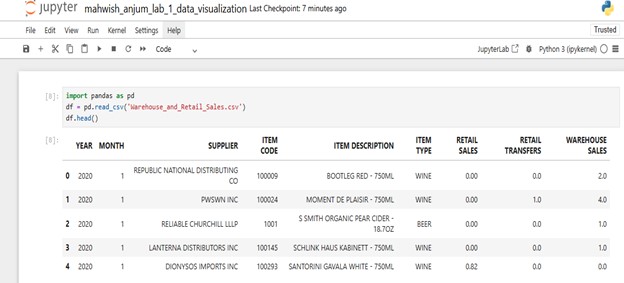 jupyter mahwish_anjum_lab_1_data_visualization Last Checkpoint: 7 minutes ago
File Edit View Run Kernel Settings Help Trusted
Code JupyterLab Python 3 (ipykernel)
[8]: import pandas as pd
df = pd.read_csv('Warehouse_and_Retail_Sales.csv')
df.head()
[8]: YEAR MONTH SUPPLIER ITEM CODE ITEM DESCRIPTION ITEM TYPE RETAIL SALES RETAIL TRANSFERS WAREHOUSE SALES
0 2020 1 REPUBLIC NATIONAL DISTRIBUTING CO 100009 BOOTLEG RED - 750ML WINE 0.00 0.0 2.0
1 2020 1 PWSWN INC 100024 MOMENT DE PLAISIR - 750ML WINE 0.00 1.0 4.0
2 2020 1 RELIABLE CHURCHILL LLLP 1001 S SMITH ORGANIC PEAR CIDER - 18.7OZ BEER 0.00 0.0 1.0
3 2020 1 LANTERNA DISTRIBUTORS INC 100145 SCHLINK HAUS KABINETT - 750ML WINE 0.00 0.0 1.0
4 2020 1 DIONYSOS IMPORTS INC 100293 SANTORINI GAVALA WHITE - 750ML WINE 0.82 0.0 0.0